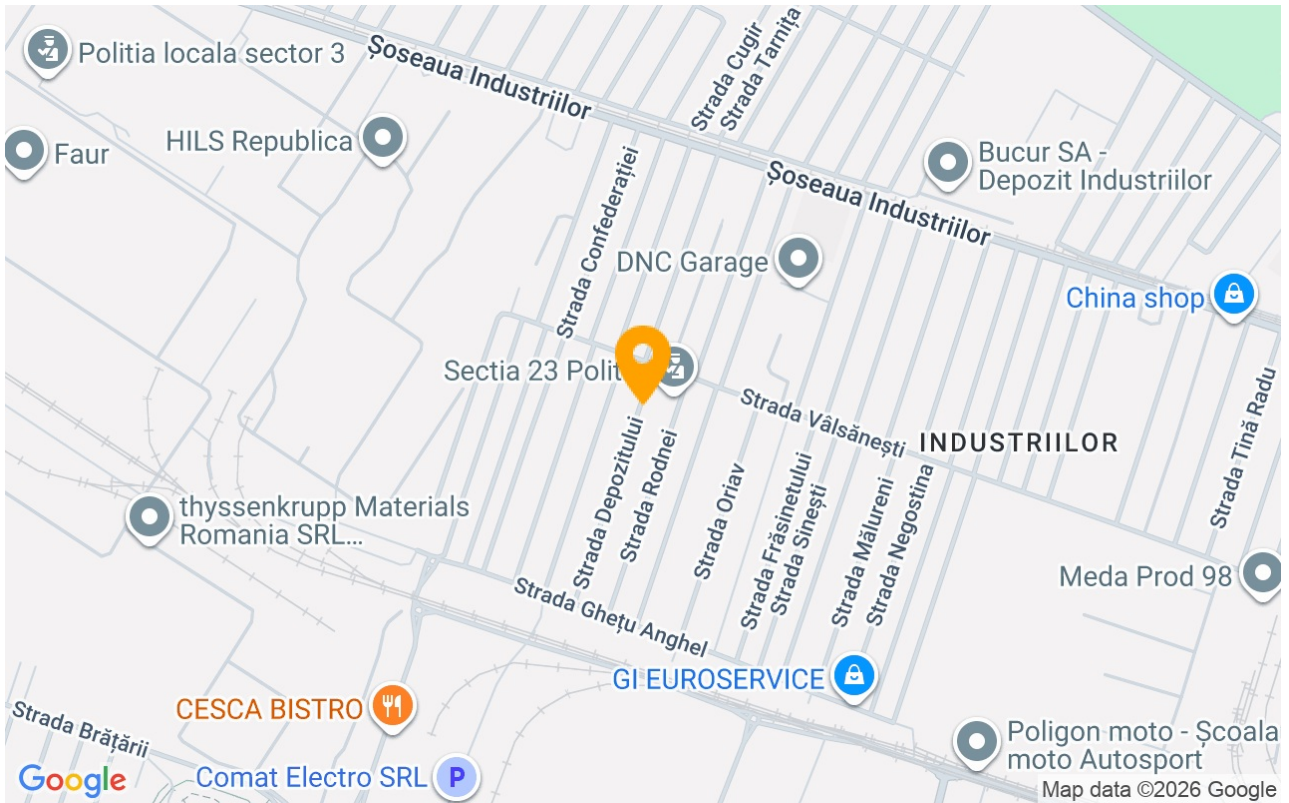 Politia locala sector 3
Șoseaua Industriilor
Strada Cugir
Strada Tarnița
Faur
HILS Republica
Bucur SA -
Depozit Industriilor
Strada Confederației
Șoseaua Industriilor
DNC Garage
China shop
Sectia 23 Polit
Strada Vâlsănești
INDUSTRIILOR
Strada Tină Radu
Strada Depozitului
Strada Rodnei
Strada Oriav
Strada Frăsinetului
Strada Sinești
Strada Mălureni
Strada Negostina
thyssenkrupp Materials
Romania SRL...
Meda Prod 98
Strada Ghețu Anghel
GI EUROSERVICE
CESCA BISTRO
Strada Brățării
Poligon moto - Școala
moto Autosport
Google
Comat Electro SRL
P
Map data ©2026 Google